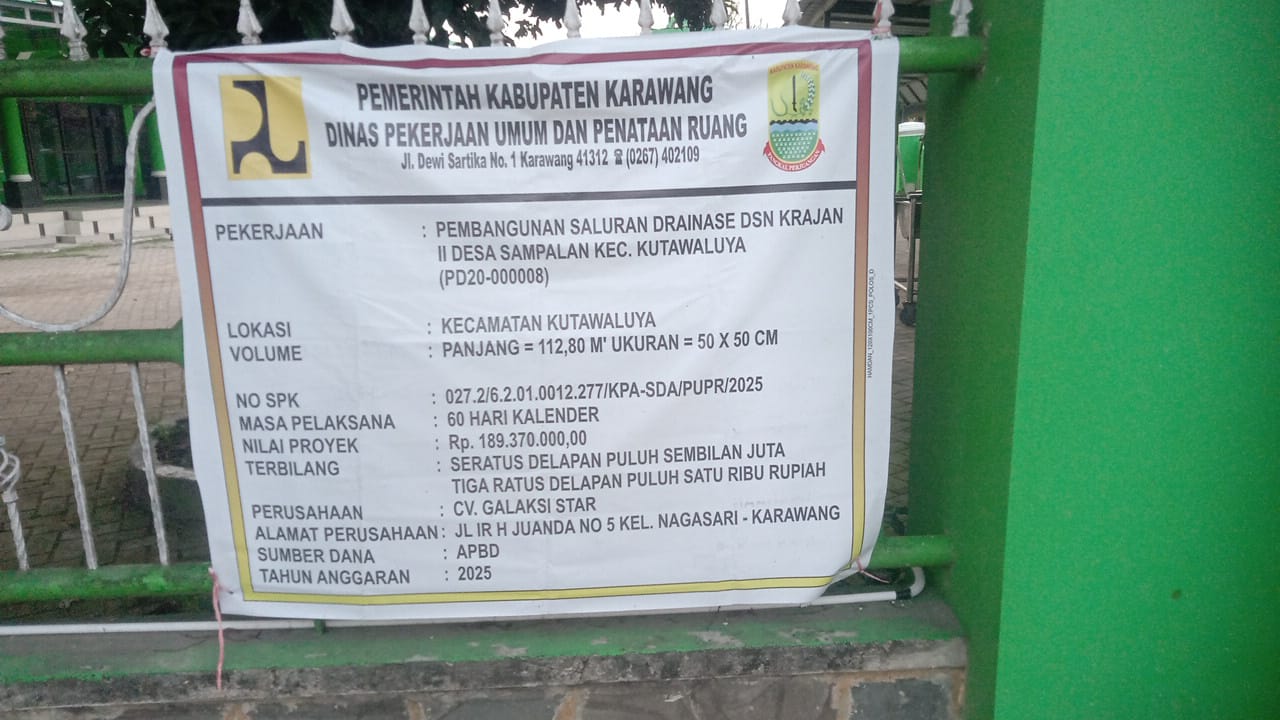 PEMERINTAH KABUPATEN KARAWANG
DINAS PEKERJAAN UMUM DAN PENATAAN RUANG
Jl. Dewi Sartika No. 1 Karawang 41312 ☎ (0267) 402109
KABUPATEN KARAWANG
PANGKAL PERJUANGAN
PEKERJAAN : PEMBANGUNAN SALURAN DRAINASE DSN KRAJAN
II DESA SAMPALAN KEC. KUTAWALUYA
(PD20-000008)
LOKASI : KECAMATAN KUTAWALUYA
VOLUME : PANJANG = 112,80 M' UKURAN = 50 X 50 CM
NO SPK : 027.2/6.2.01.0012.277/KPA-SDA/PUPR/2025
MASA PELAKSANA : 60 HARI KALENDER
NILAI PROYEK : Rp. 189.370.000,00
TERBILANG : SERATUS DELAPAN PULUH SEMBILAN JUTA
TIGA RATUS DELAPAN PULUH SATU RIBU RUPIAH
PERUSAHAAN : CV. GALAKSI STAR
ALAMAT PERUSAHAAN : JL IR H JUANDA NO 5 KEL. NAGASARI - KARAWANG
SUMBER DANA : APBD
TAHUN ANGGARAN : 2025
HAMDAN_120X100CM_1PCS_POLOS_D